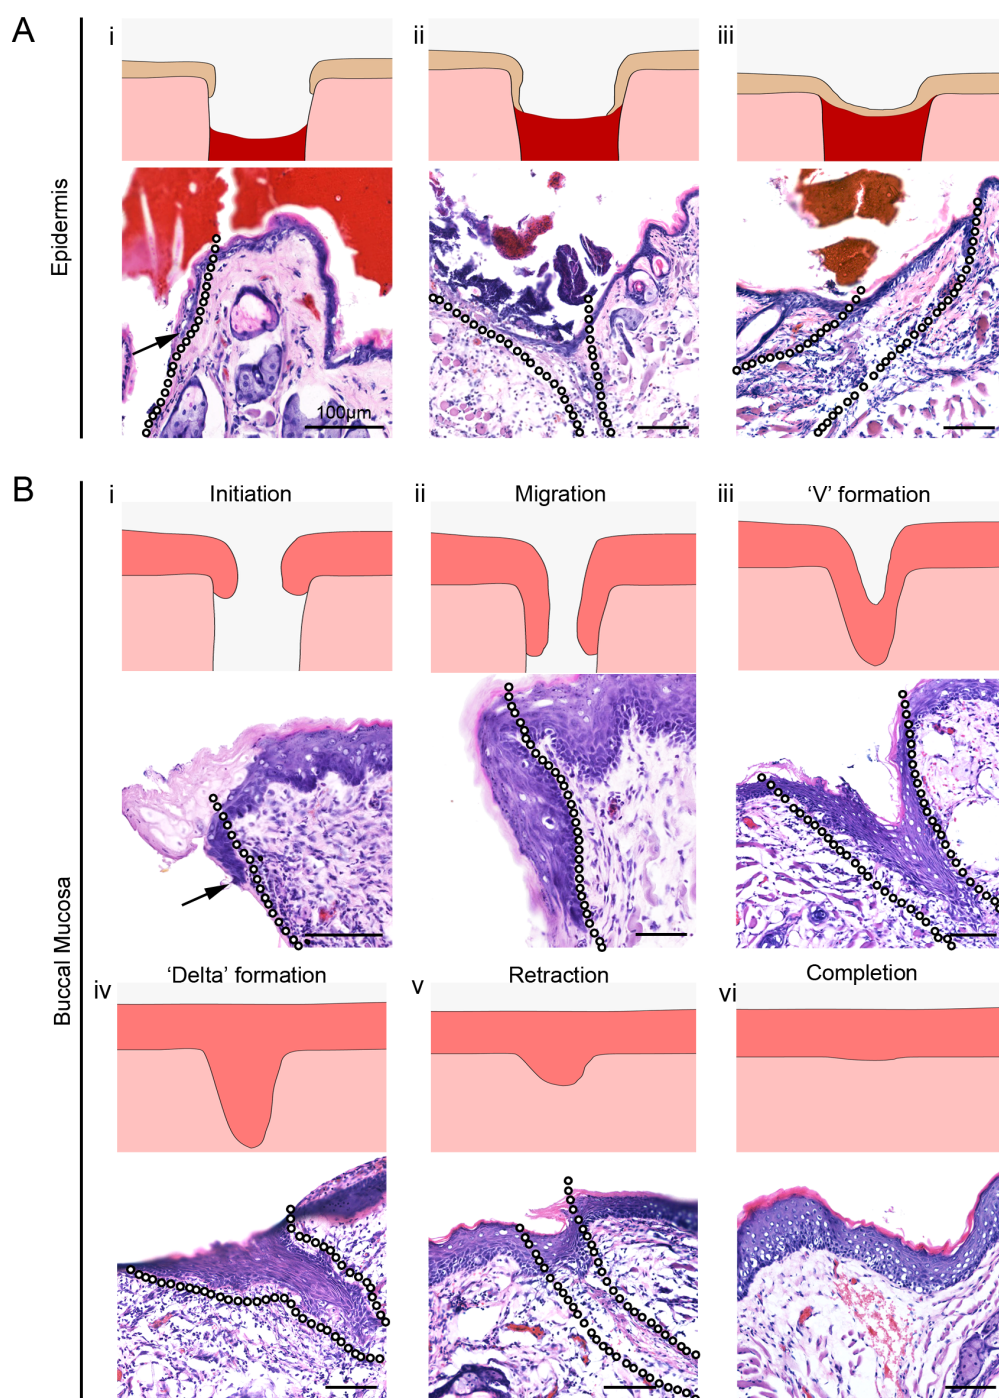 A
i
ii
iii
Epidermis
100µm
B
Buccal Mucosa
i
Initiation
ii
Migration
iii
‘V’ formation
iv
‘Delta’ formation
v
Retraction
vi
Completion